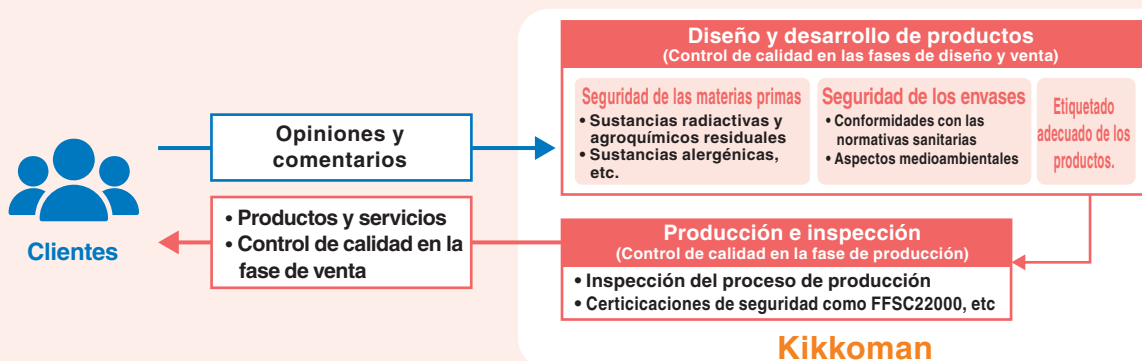 Diseño y desarrollo de productos
(Control de calidad en las fases de diseño y venta)
Seguridad de las materias primas
• Sustancias radiactivas y
agroquímicos residuales
• Sustancias alergénicas,
etc.
Seguridad de los envases
• Conformidades con las
normativas sanitarias
• Aspectos medioambientales
Etiquetado
adecuado de los
productos.
Opiniones y
comentarios
Clientes
• Productos y servicios
• Control de calidad en la
fase de venta
Producción e inspección
(Control de calidad en la fase de producción)
• Inspección del proceso de producción
• Certicicaciones de seguridad como FFSC22000, etc
Kikkoman